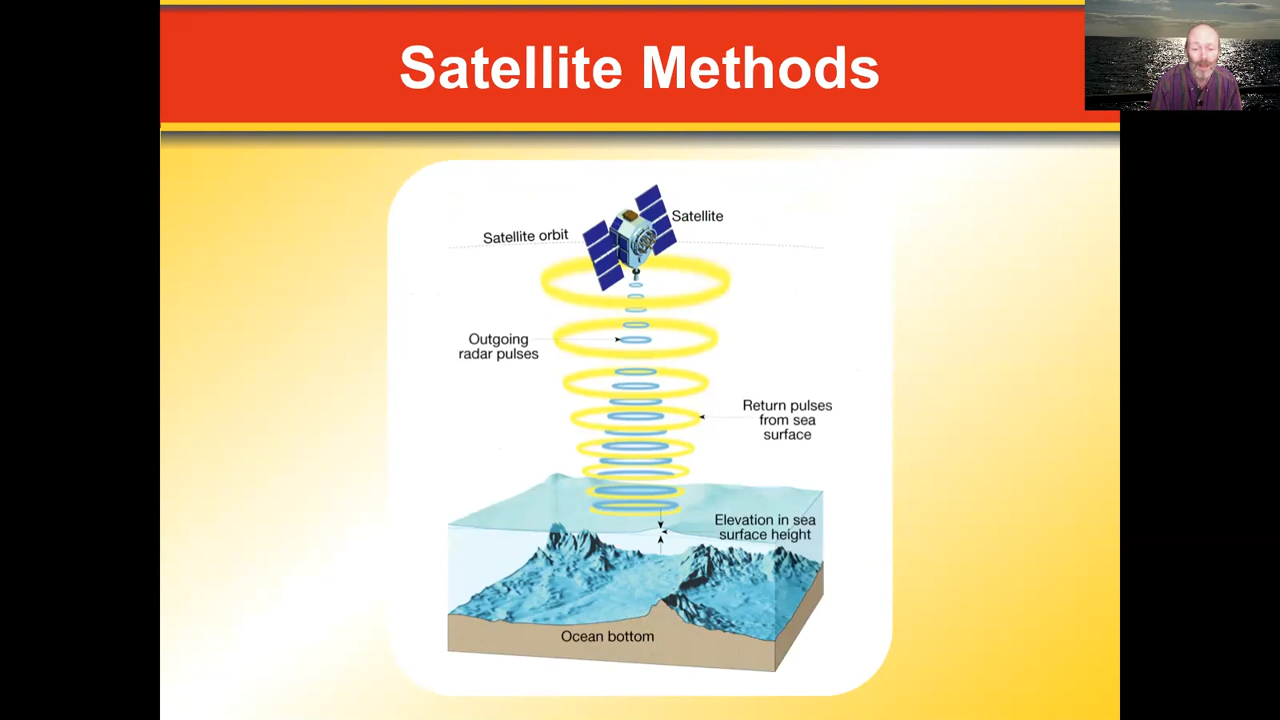 Satellite Methods
Satellite
Satellite orbit
Outgoing
radar pulses
Return pulses
from sea
surface
Elevation in sea
surface height
Ocean bottom